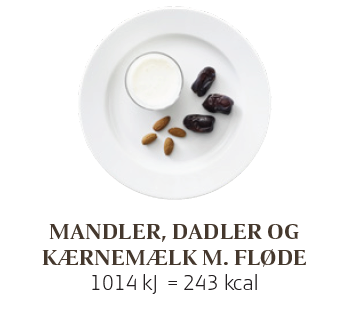 MANDLER, DADLER OG
KÆRNEMÆLK M. FLØDE
1014 kJ = 243 kcal